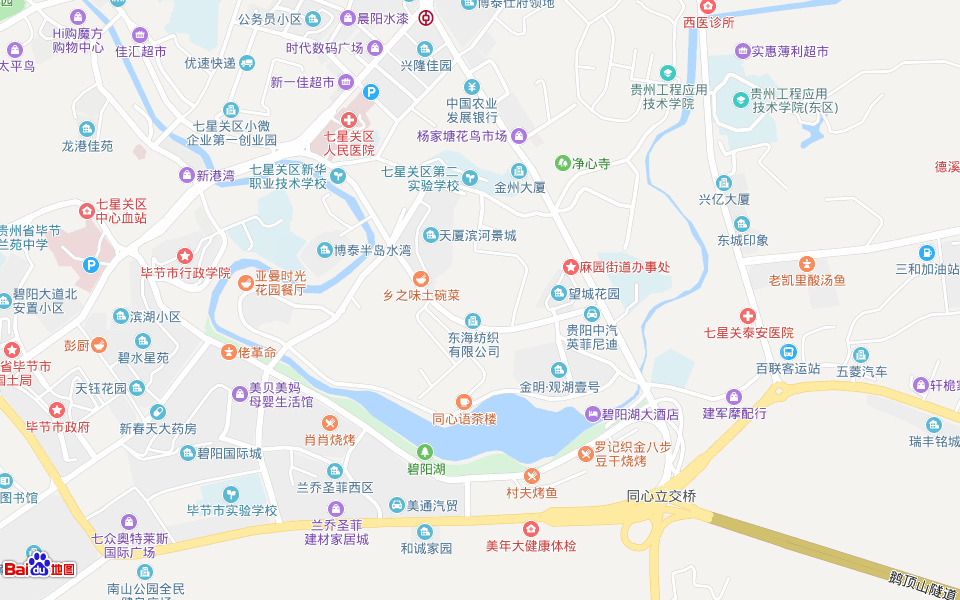 博泰仕府领地
公务员小区
晨阳水漆
西医诊所
Hi购魔方
购物中心
佳汇超市
时代数码广场
兴隆佳园
实惠薄利超市
太平鸟
优速快递
新一佳超市
贵州工程应用
技术学院
贵州工程应用
技术学院(东区)
中国农业
发展银行
七星关区小微
企业第一创业园
七星关区
人民医院
杨家塘花鸟市场
龙港佳苑
净心寺
德溪
新港湾
七星关区新华
职业技术学校
七星关区第二
实验学校
金州大厦
兴亿大厦
七星关区
中心血站
贵州省毕节
兰苑中学
天厦滨河景城
东城印象
博泰半岛水湾
毕节市行政学院
麻园街道办事处
三和加油站
亚曼时光
花园餐厅
乡之味土碗菜
望城花园
老凯里酸汤鱼
碧阳大道北
安置小区
滨湖小区
东海纺织
有限公司
贵阳中汽
英菲尼迪
七星关泰安医院
彭厨
碧水星苑
佬革命
省毕节市
国土局
百联客运站
五菱汽车
天钰花园
美贝美妈
母婴生活馆
金明·观湖壹号
轩桅家
毕节市政府
新春天大药房
同心语茶楼
碧阳湖大酒店
建军摩配行
肖肖烧烤
瑞丰铭城
碧阳国际城
碧阳湖
罗记织金八步
豆干烧烤
兰乔圣菲西区
村夫烤鱼
同心立交桥
图书馆
毕节市实验学校
美通汽贸
兰乔圣菲
建材家居城
七众奥特莱斯
国际广场
和诚家园
美年大健康体检
Bai du 地图
南山公园全民
鹅顶山隧道